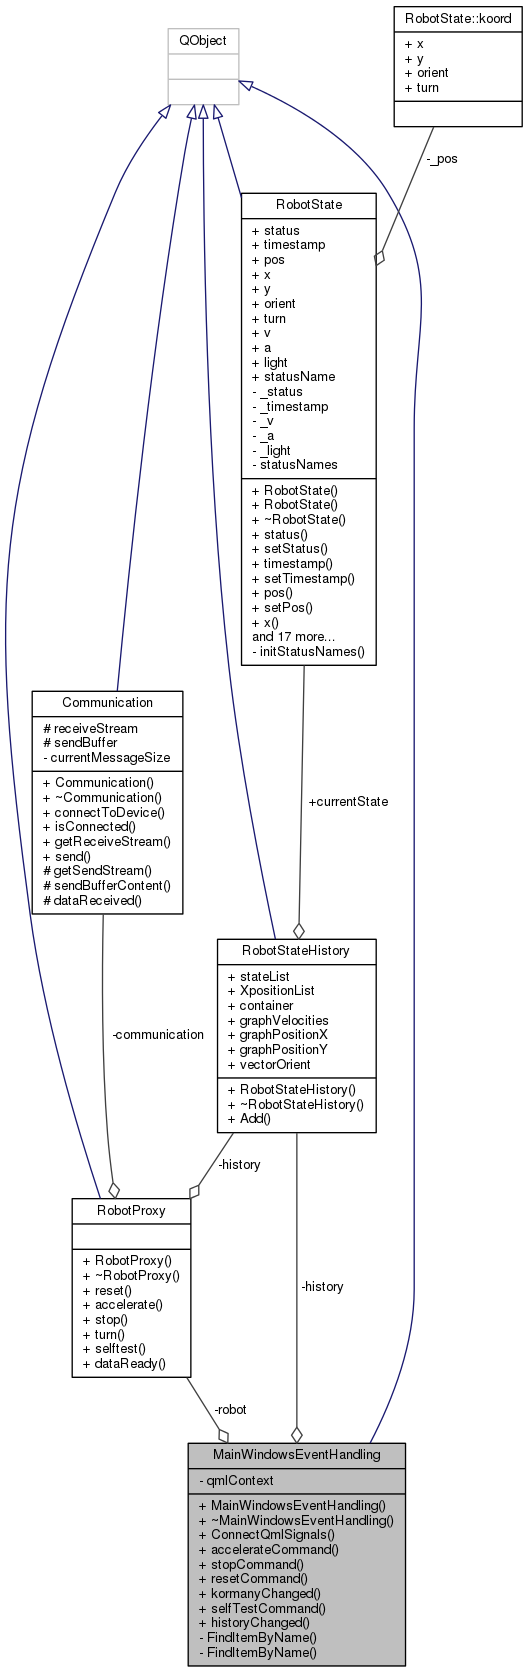 RobotState::koord
+ x
+ y
+ orient
+ turn
QObject
-_pos
RobotState
+ status
+ timestamp
+ pos
+ x
+ y
+ orient
+ turn
+ v
+ a
+ light
+ statusName
- _status
- _timestamp
- _v
- _a
- _light
- statusNames
+ RobotState()
+ RobotState()
+ ~RobotState()
+ status()
+ setStatus()
+ timestamp()
+ setTimestamp()
+ pos()
+ setPos()
+ x()
and 17 more...
- initStatusNames()
Communication
# receiveStream
# sendBuffer
- currentMessageSize
+ Communication()
+ ~Communication()
+ connectToDevice()
+ isConnected()
+ getReceiveStream()
+ send()
# getSendStream()
# sendBufferContent()
# dataReceived()
+currentState
RobotStateHistory
+ stateList
+ XpositionList
+ container
+ graphVelocities
+ graphPositionX
+ graphPositionY
+ vectorOrient
+ RobotStateHistory()
+ ~RobotStateHistory()
+ Add()
-communication
-history
RobotProxy
+ RobotProxy()
+ ~RobotProxy()
+ reset()
+ accelerate()
+ stop()
+ turn()
+ selftest()
+ dataReady()
-history
-robot
MainWindowsEventHandling
- qmlContext
+ MainWindowsEventHandling()
+ ~MainWindowsEventHandling()
+ ConnectQmlSignals()
+ accelerateCommand()
+ stopCommand()
+ resetCommand()
+ kormanyChanged()
+ selfTestCommand()
+ historyChanged()
- FindItemByName()
- FindItemByName()